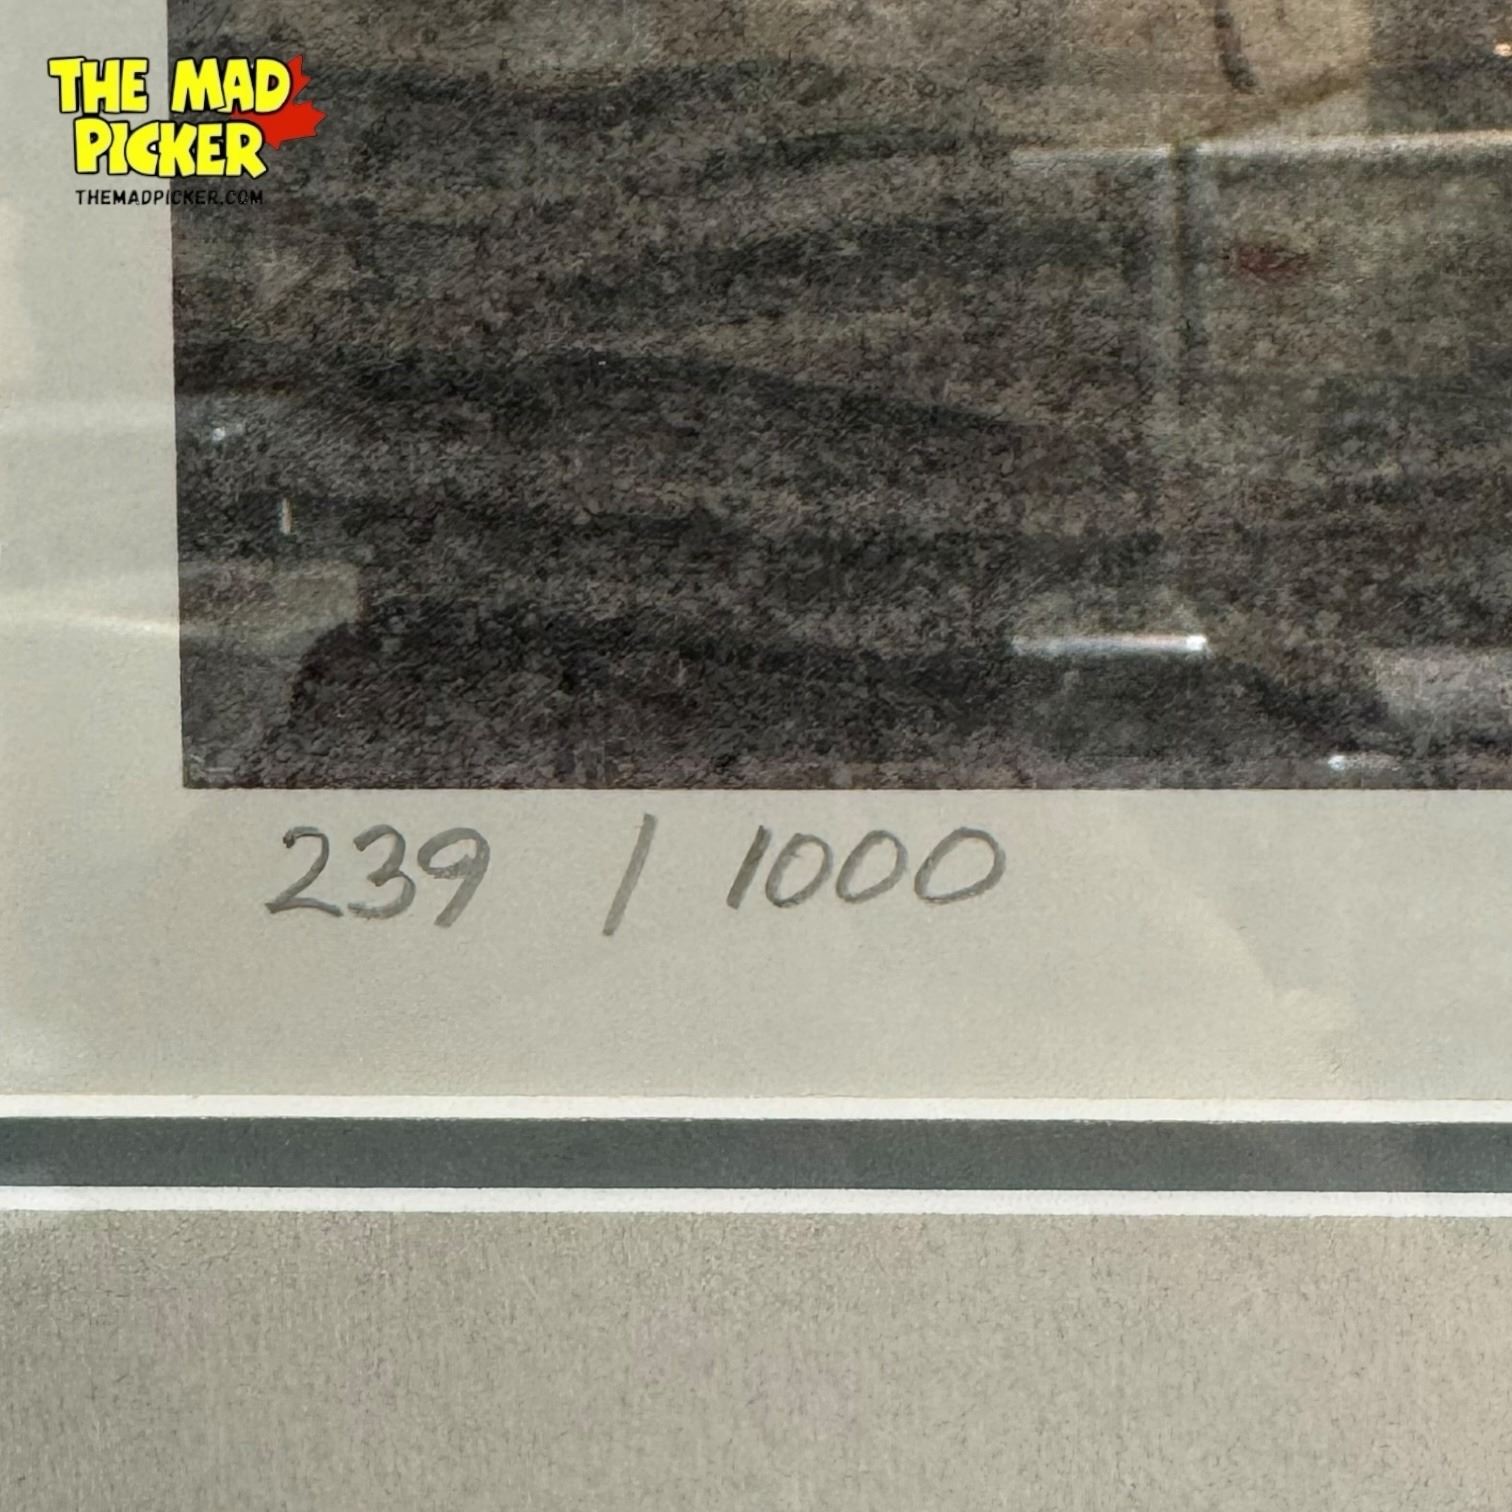 THE MAD
PICKER
THEMADPICKER.COM
239 / 1000